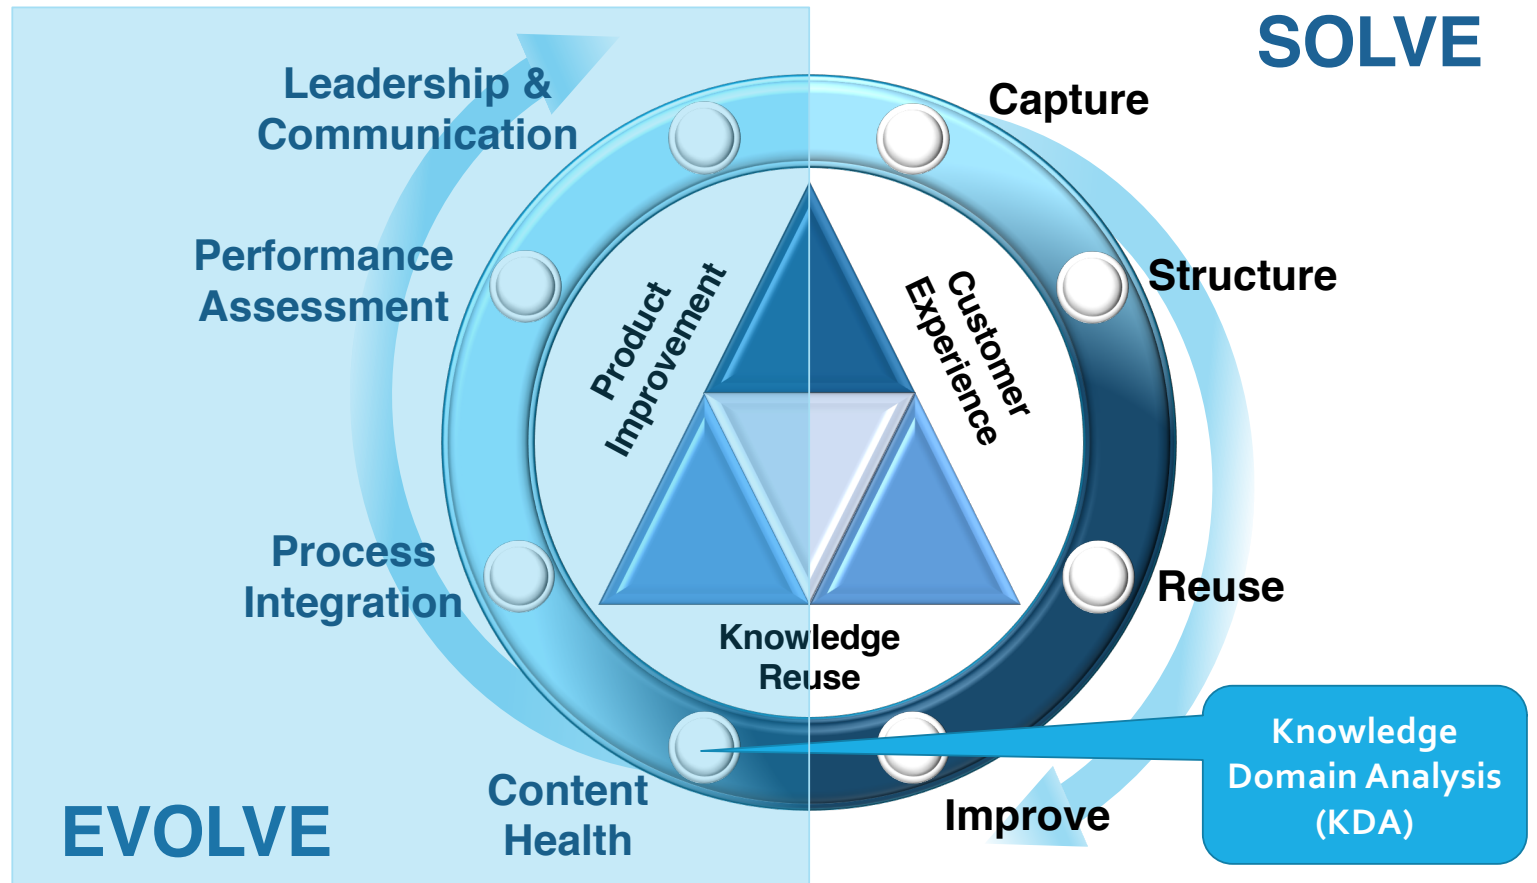 SOLVE
Leadership &
Communication
Capture
Performance
Assessment
Structure
Product
Improvement
Customer
Experience
Process
Integration
Reuse
Knowledge
Reuse
Content
Health
Improve
Knowledge
Domain Analysis
(KDA)
EVOLVE